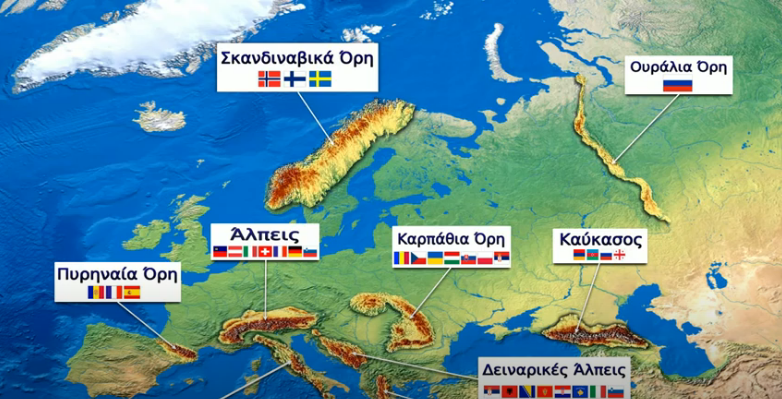 Σκανδιναβικά Όρη
Ουράλια Όρη
Άλπεις
Καρπάθια Όρη
Καύκασος
Πυρηναία Όρη
Δειναρικές Άλπεις